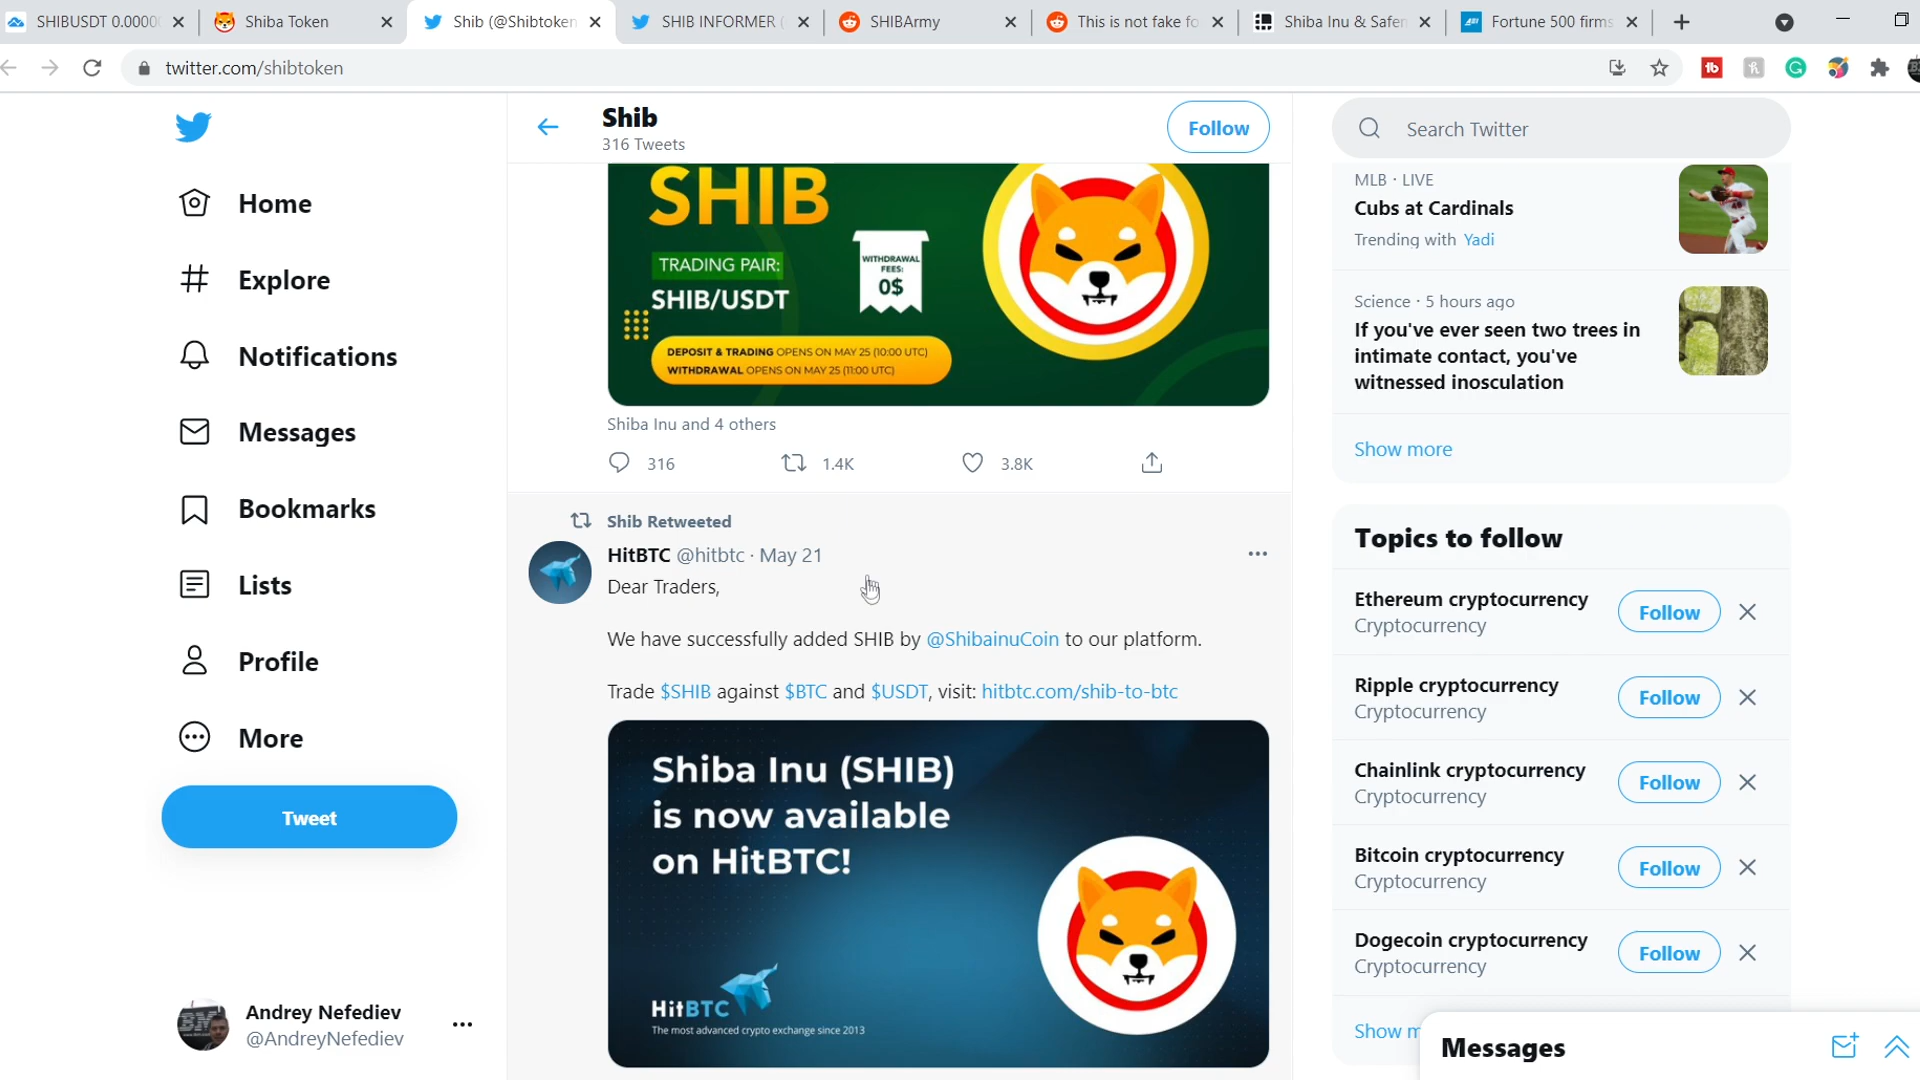 SHIBUSDT 0.0000
Shiba Token
Shib (@Shibtoken
SHIB INFORMER (
SHIBArmy
This is not fake fo
Shiba Inu & Safem
Fortune 500 firms
twitter.com/shibtoken
Home
Explore
Notifications
Messages
Bookmarks
Lists
Profile
More
Tweet
Andrey Nefediev
@AndreyNefediev
Shib
316 Tweets
Follow
SHIB
TRADING PAIR:
SHIB/USDT
WITHDRAWAL
FEES:
0$
DEPOSIT & TRADING OPENS ON MAY 25 (10:00 UTC)
WITHDRAWAL OPENS ON MAY 25 (11:00 UTC)
Shiba Inu and 4 others
316
1.4K
3.8K
Shib Retweeted
HitBTC @hitbtc · May 21
Dear Traders,
We have successfully added SHIB by @ShibainuCoin to our platform.
Trade $SHIB against $BTC and $USDT, visit: hitbtc.com/shib-to-btc
Shiba Inu (SHIB)
is now available
on HitBTC!
HitBTC
The most advanced crypto exchange since 2013
Search Twitter
MLB · LIVE
Cubs at Cardinals
Trending with Yadi
Science · 5 hours ago
If you've ever seen two trees in
intimate contact, you've
witnessed inosculation
Show more
Topics to follow
Ethereum cryptocurrency
Cryptocurrency
Follow
Ripple cryptocurrency
Cryptocurrency
Follow
Chainlink cryptocurrency
Cryptocurrency
Follow
Bitcoin cryptocurrency
Cryptocurrency
Follow
Dogecoin cryptocurrency
Cryptocurrency
Follow
Show m
Messages